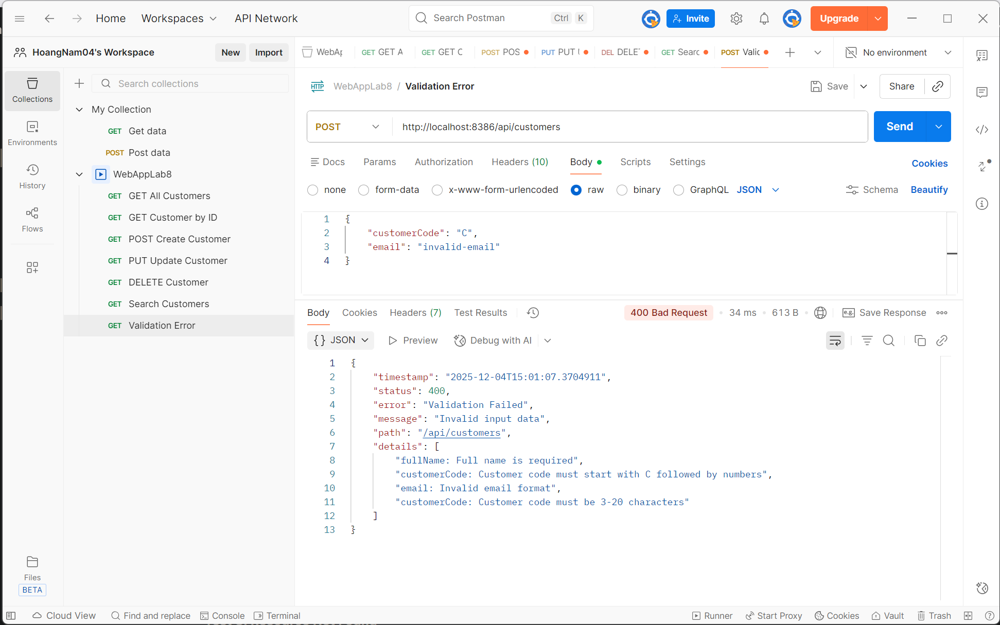 Home Workspaces API Network Search Postman Ctrl K Invite Upgrade
HoangNam04's Workspace New Import
WebAp GET GET A GET GET C POST POS PUT PUT DEL DELE GET Searc POST Valid No environment
Collections
Environments
History
Flows
Files
BETA
Search collections
My Collection
GET Get data
POST Post data
WebAppLab8
GET GET All Customers
GET GET Customer by ID
GET POST Create Customer
GET PUT Update Customer
GET DELETE Customer
GET Search Customers
GET Validation Error
HTTP WebAppLab8 / Validation Error Save Share
POST http://localhost:8386/api/customers Send
Docs Params Authorization Headers (10) Body Scripts Settings Cookies
none form-data x-www-form-urlencoded raw binary GraphQL JSON Schema Beautify
1 {
2 "customerCode": "C",
3 "email": "invalid-email"
4 }
Body Cookies Headers (7) Test Results 400 Bad Request 34 ms 613 B e.g. Save Response
{} JSON Preview Debug with AI
1 {
2 "timestamp": "2025-12-04T15:01:07.3704911",
3 "status": 400,
4 "error": "Validation Failed",
5 "message": "Invalid input data",
6 "path": "/api/customers",
7 "details": [
8 "fullName: Full name is required",
9 "customerCode: Customer code must start with C followed by numbers",
10 "email: Invalid email format",
11 "customerCode: Customer code must be 3-20 characters"
12 ]
13 }
Cloud View Find and replace Console Terminal Runner Start Proxy Cookies Vault Trash